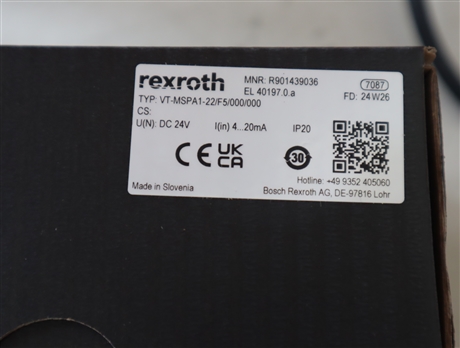 rexroth
MNR: R901439036
7087
EL 40197.0.a
FD: 24W26
TYP: VT-MSPA1-22/F5/000/000
CS:
U(N): DC 24V I(in) 4...20mA IP20
CE UK CA
30
Hotline: +49 9352 405060
Made in Slovenia
Bosch Rexroth AG, DE-97816 Lohr